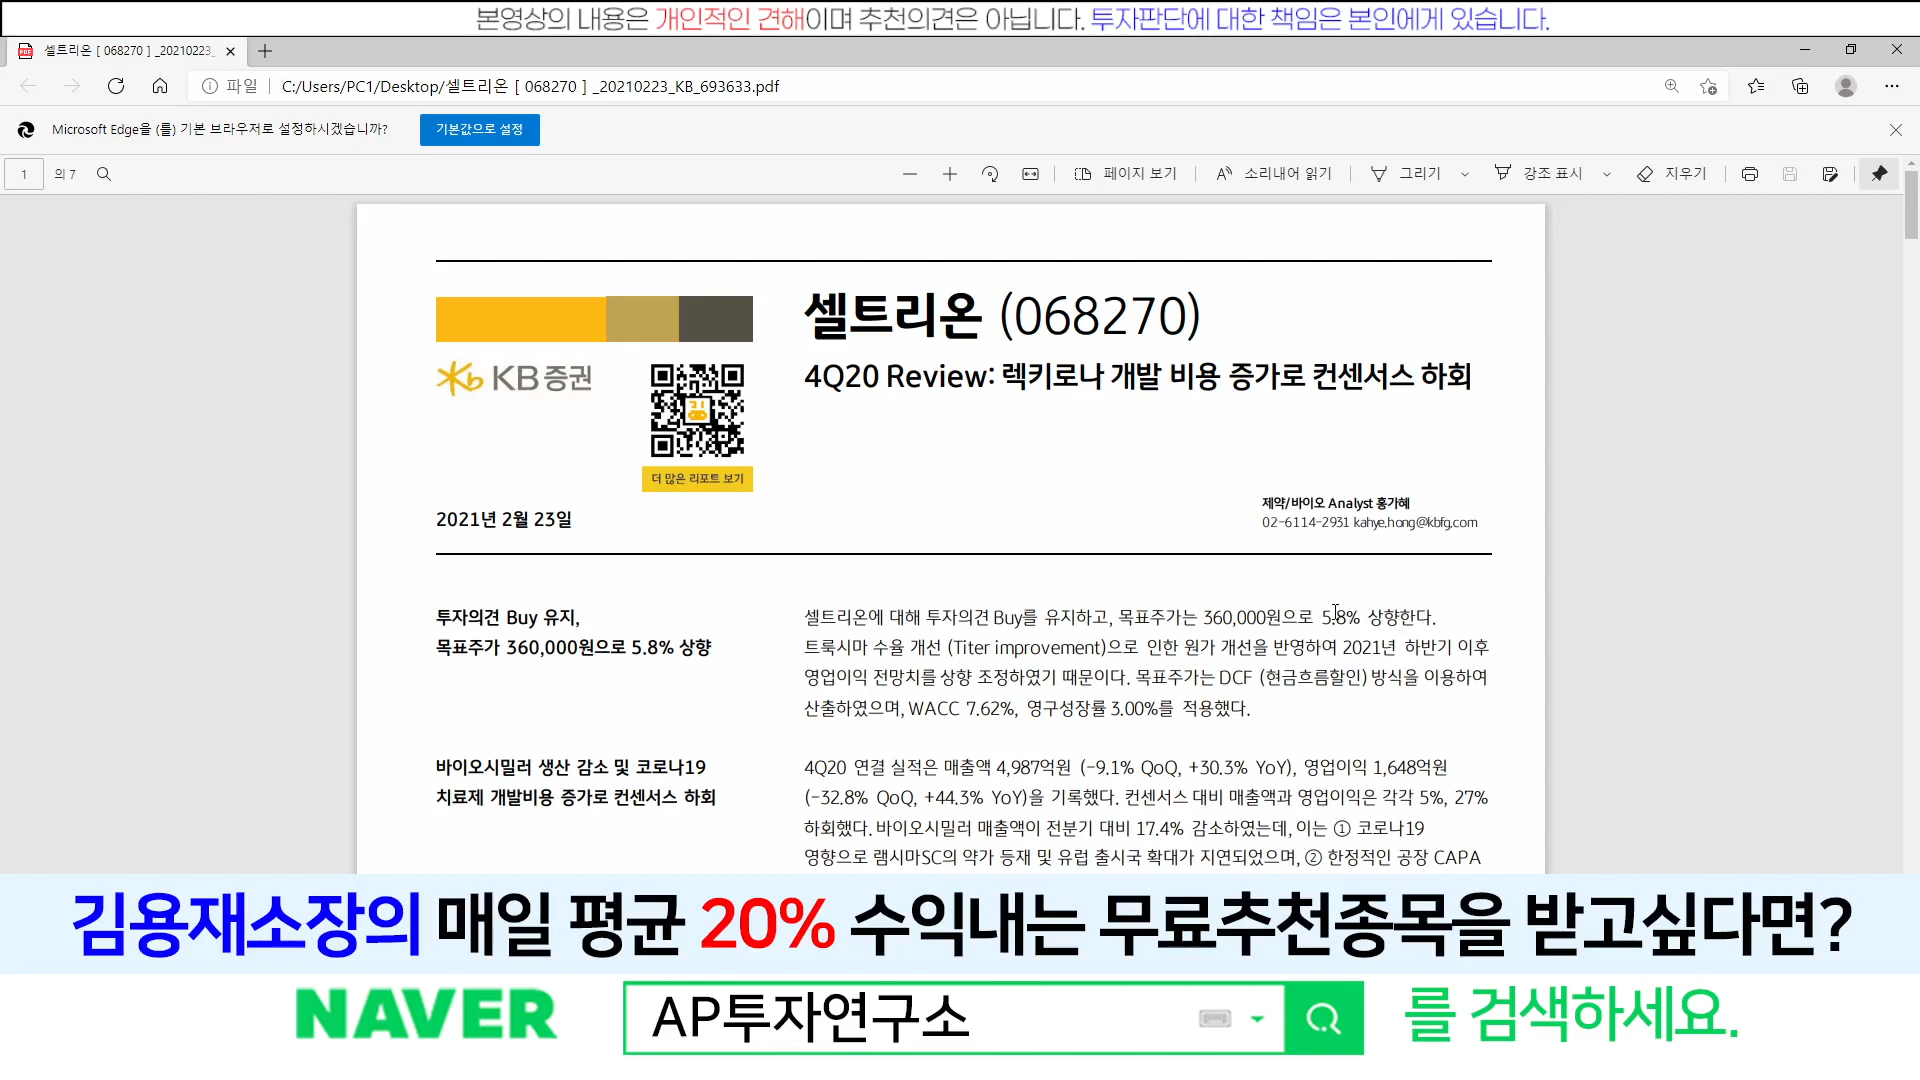 본영상의 내용은 개인적인 견해이며 추천의견은 아닙니다. 투자판단에 대한 책임은 본인에게 있습니다.
셀트리온 [ 068270 ] _20210223_
파일 C:/Users/PC1/Desktop/셀트리온 [ 068270 ] _20210223_KB_693633.pdf
Microsoft Edge을 (를) 기본 브라우저로 설정하시겠습니까? 기본값으로 설정
1 의 7 페이지 보기 소리내어 읽기 그리기 강조 표시 지우기
셀트리온 (068270)
KB증권
4Q20 Review: 렉키로나 개발 비용 증가로 컨센서스 하회
더 많은 리포트 보기
2021년 2월 23일
제약/바이오 Analyst 홍가혜
02-6114-2931 kahye.hong@kbfg.com
투자의견 Buy 유지,
목표주가 360,000원으로 5.8% 상향
셀트리온에 대해 투자의견 Buy를 유지하고, 목표주가는 360,000원으로 5.8% 상향한다.
트룩시마 수율 개선 (Titer improvement)으로 인한 원가 개선을 반영하여 2021년 하반기 이후
영업이익 전망치를 상향 조정하였기 때문이다. 목표주가는 DCF (현금흐름할인) 방식을 이용하여
산출하였으며, WACC 7.62%, 영구성장률 3.00%를 적용했다.
바이오시밀러 생산 감소 및 코로나19
치료제 개발비용 증가로 컨센서스 하회
4Q20 연결 실적은 매출액 4,987억원 (-9.1% QoQ, +30.3% YoY), 영업이익 1,648억원
(-32.8% QoQ, +44.3% YoY)을 기록했다. 컨센서스 대비 매출액과 영업이익은 각각 5%, 27%
하회했다. 바이오시밀러 매출액이 전분기 대비 17.4% 감소하였는데, 이는 ① 코로나19
영향으로 램시마SC의 약가 등재 및 유럽 출시국 확대가 지연되었으며, ② 한정적인 공장 CAPA
김용재소장의 매일 평균 20% 수익내는 무료추천종목을 받고싶다면?
NAVER AP투자연구소 를 검색하세요.